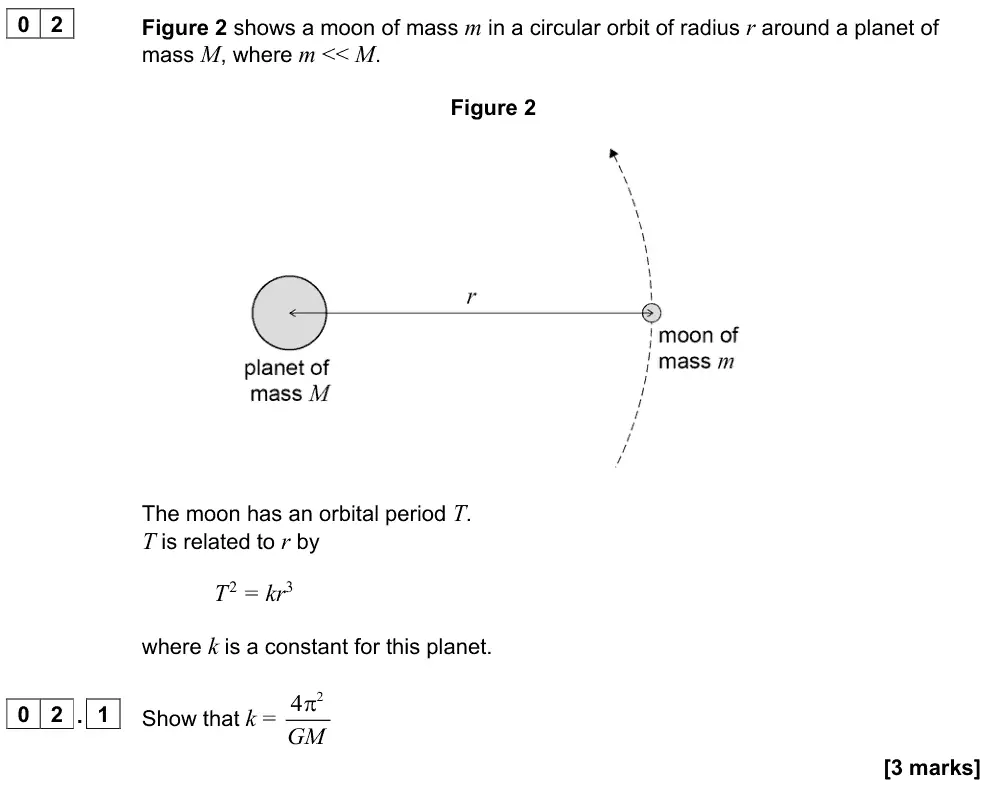 0 2 Figure 2 shows a moon of mass m in a circular orbit of radius r around a planet of
mass M, where m << M.
Figure 2
r
moon of
mass m
planet of
mass M
The moon has an orbital period T.
T is related to r by
T² = kr³
where k is a constant for this planet.
0 2 . 1 Show that k = 4π²/GM
[3 marks]